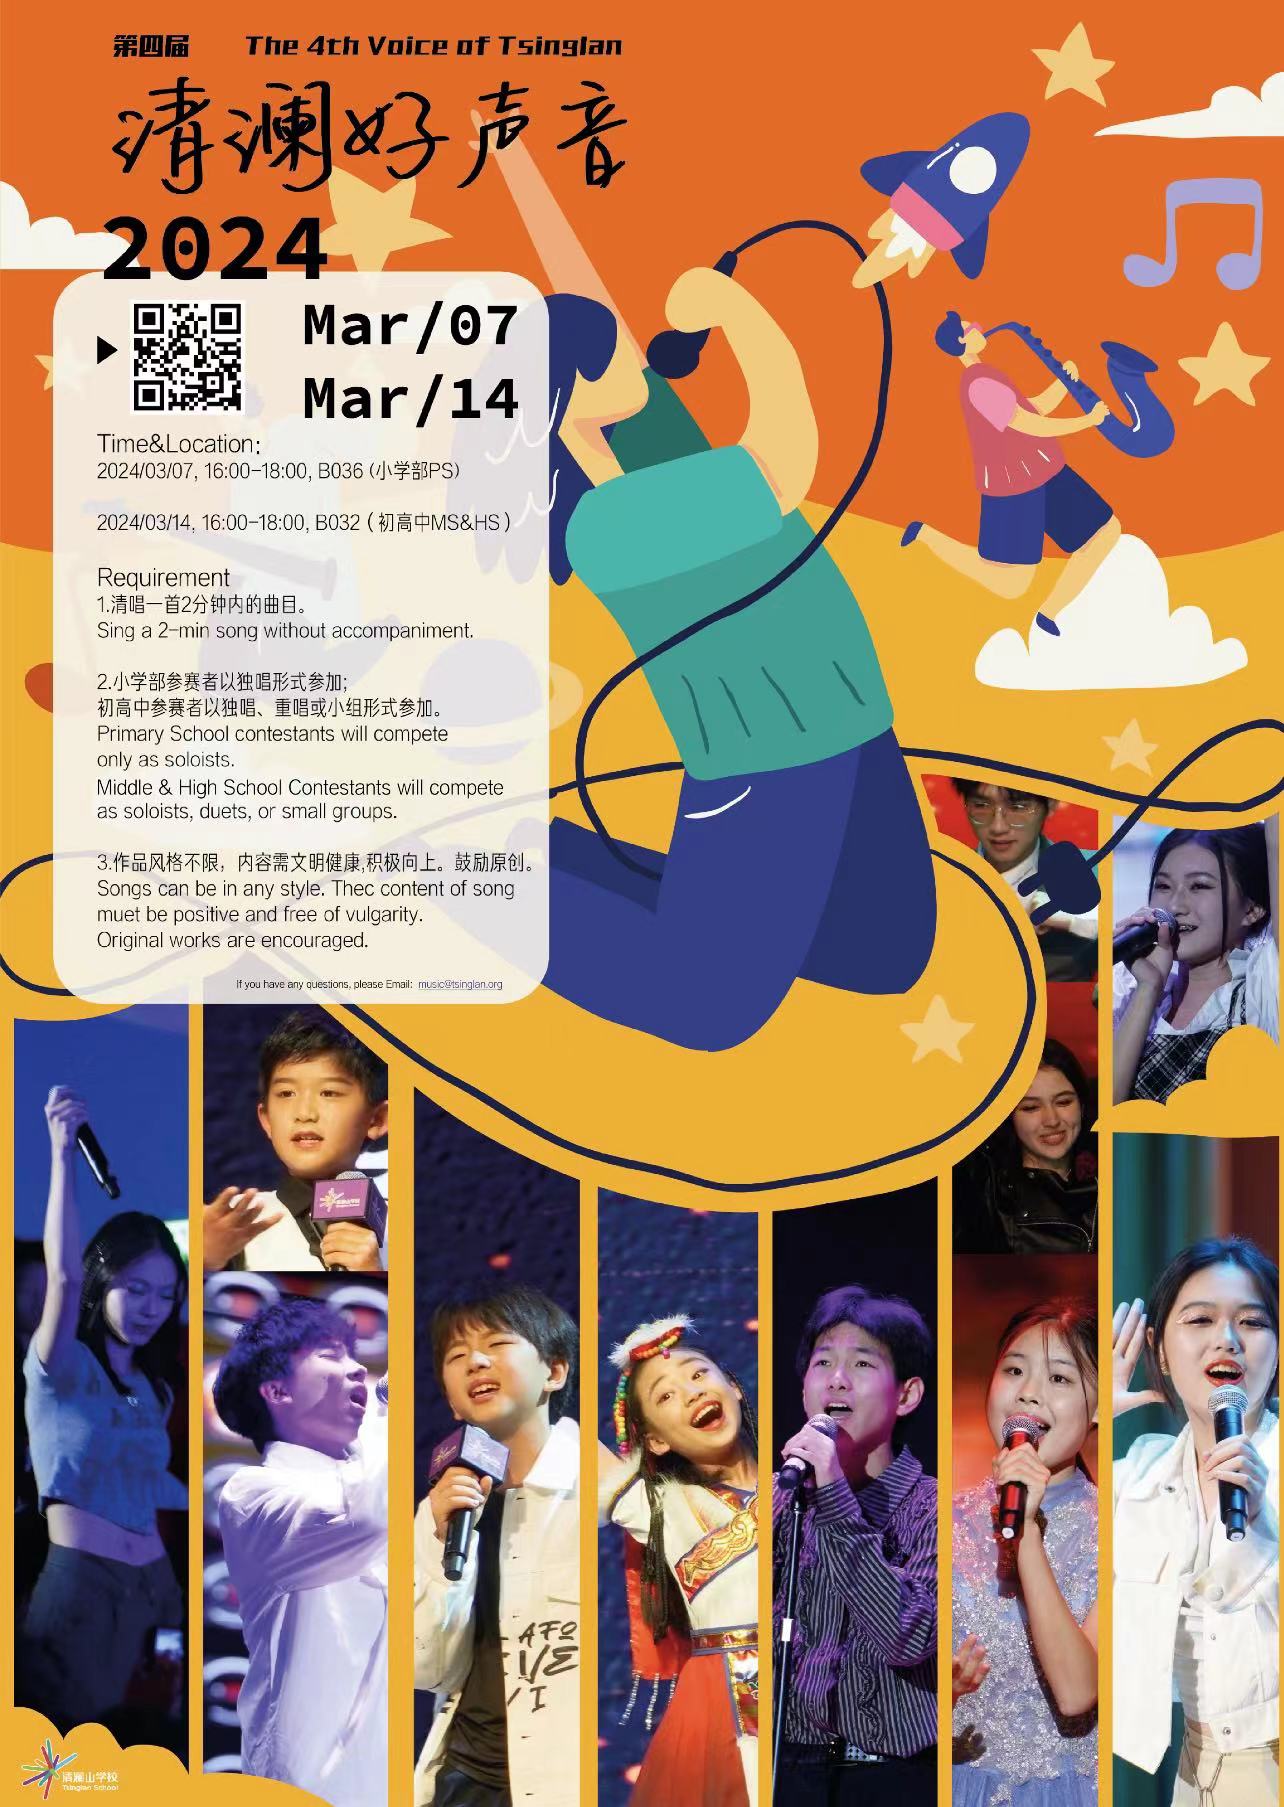 第四届 The 4th Voice of Tsinglan
清澜好声音
2024
Mar/07
Mar/14
Time&Location:
2024/03/07, 16:00-18:00, B036 (小学部PS)
2024/03/14, 16:00-18:00, B032 ( 初高中MS&HS )
Requirement
1.清唱一首2分钟内的曲目。
Sing a 2-min song without accompaniment.
2.小学部参赛者以独唱形式参加;
初高中参赛者以独唱、重唱或小组形式参加。
Primary School contestants will compete
only as soloists.
Middle & High School Contestants will compete
as soloists, duets, or small groups.
3.作品风格不限，内容需文明健康,积极向上。鼓励原创。
Songs can be in any style. Thec content of song
muet be positive and free of vulgarity.
Original works are encouraged.
If you have any questions, please Email: music@tsinglan.org
清澜山学校
Tsinglan School